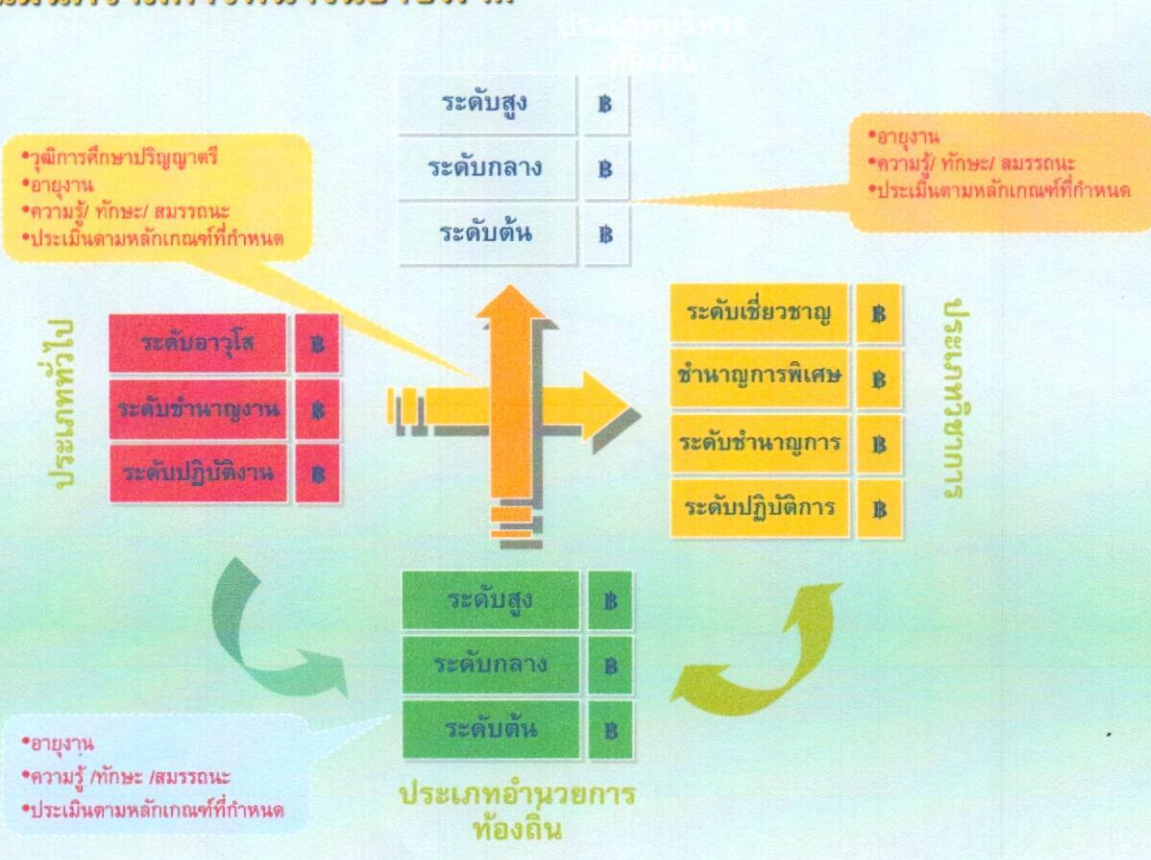 ประเภทบริหาร
ท้องถิ่น
ระดับสูง ฿
ระดับกลาง ฿
ระดับต้น ฿
•วุฒิการศึกษาปริญญาตรี
•อายุงาน
•ความรู้/ ทักษะ/ สมรรถนะ
•ประเมินตามหลักเกณฑ์ที่กำหนด
•อายุงาน
•ความรู้/ ทักษะ/ สมรรถนะ
•ประเมินตามหลักเกณฑ์ที่กำหนด
ประเภททั่วไป
ระดับอาวุโส ฿
ระดับชำนาญงาน ฿
ระดับปฏิบัติงาน ฿
ระดับเชี่ยวชาญ ฿
ชำนาญการพิเศษ ฿
ระดับชำนาญการ ฿
ระดับปฏิบัติการ ฿
ประเภทวิชาการ
ระดับสูง ฿
ระดับกลาง ฿
ระดับต้น ฿
ประเภทอำนวยการ
ท้องถิ่น
•อายุงาน
•ความรู้ /ทักษะ /สมรรถนะ
•ประเมินตามหลักเกณฑ์ที่กำหนด